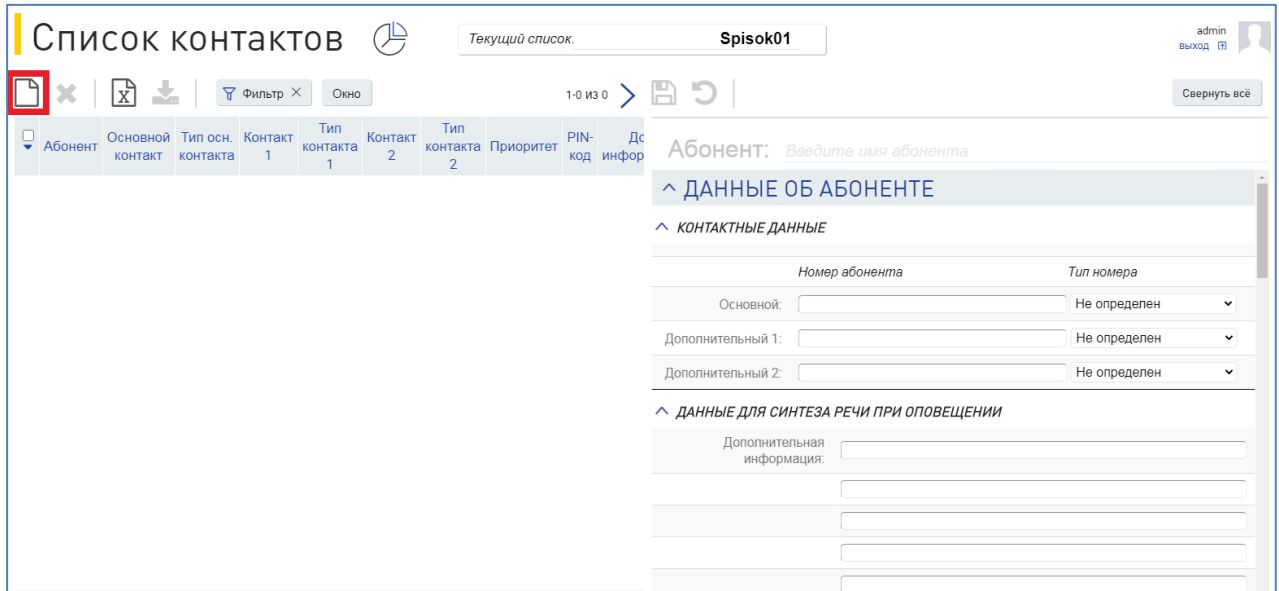 Список контактов
Текущий список.
Spisok01
admin
выход
Фильтр
Окно
1-0 из 0
Свернуть всё
Абонент
Основной контакт
Тип осн. контакта
Контакт 1
Тип контакта 1
Контакт 2
Тип контакта 2
Приоритет
PIN-код
До
инфор
Абонент: Введите имя абонента
ДАННЫЕ ОБ АБОНЕНТЕ
КОНТАКТНЫЕ ДАННЫЕ
Номер абонента
Тип номера
Основной:
Не определен
Дополнительный 1:
Не определен
Дополнительный 2:
Не определен
ДАННЫЕ ДЛЯ СИНТЕЗА РЕЧИ ПРИ ОПОВЕЩЕНИИ
Дополнительная
информация: